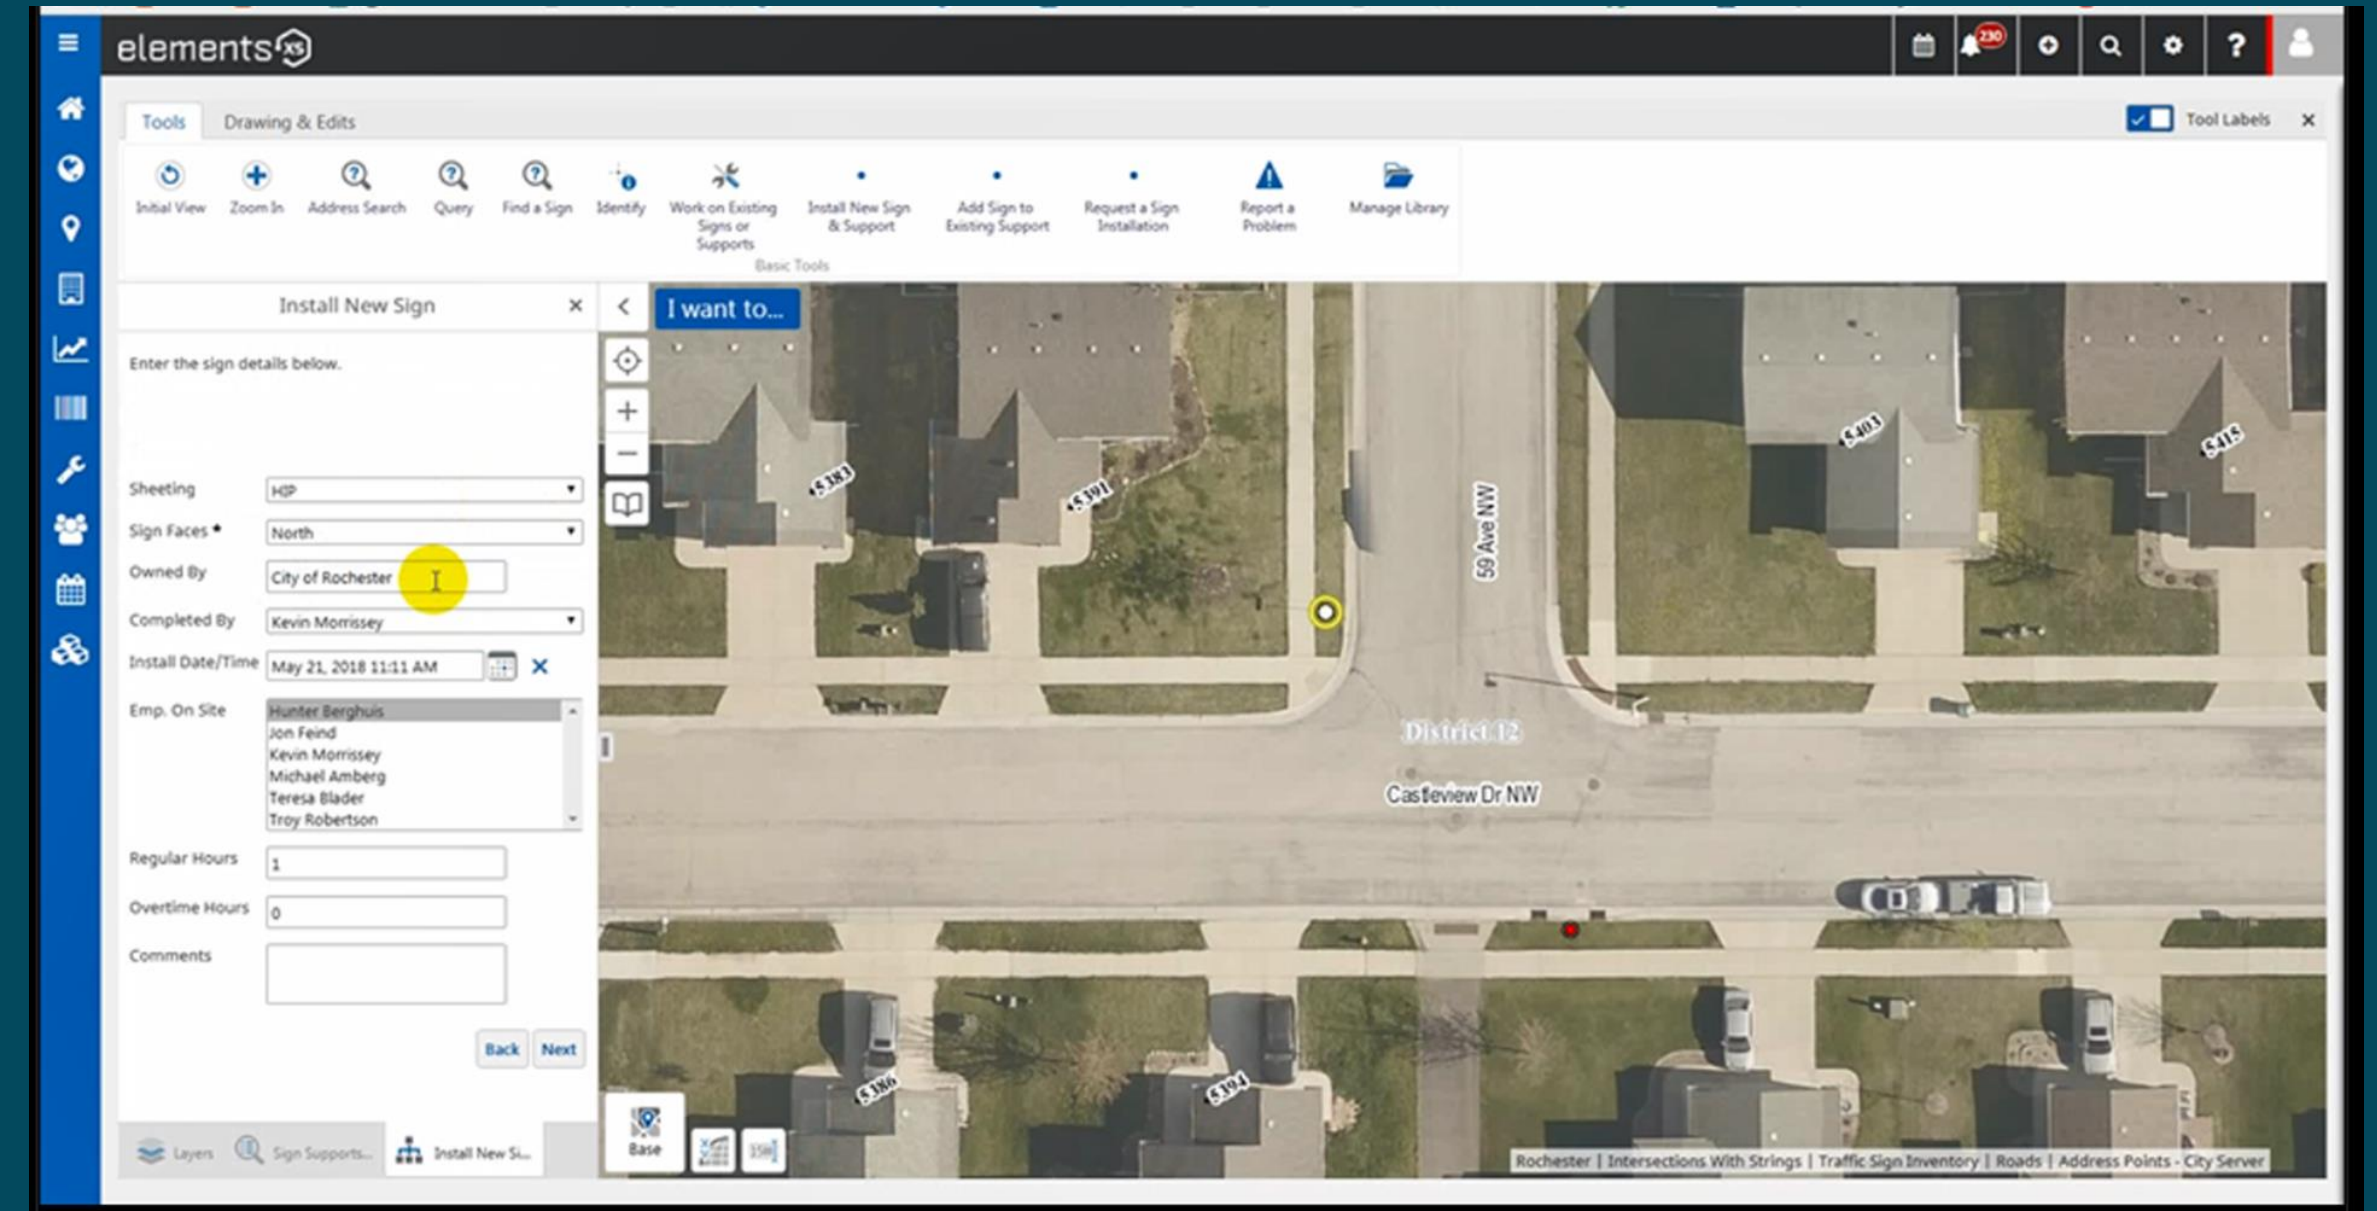 elements xs
230
Tools
Drawing & Edits
Tool Labels
Initial View
Zoom In
Address Search
Query
Find a Sign
Identify
Work on Existing
Signs or
Supports
Install New Sign
& Support
Add Sign to
Existing Support
Request a Sign
Installation
Report a
Problem
Manage Library
Basic Tools
Install New Sign
I want to...
Enter the sign details below.
Sheeting
HIP
Sign Faces *
North
Owned By
City of Rochester
Completed By
Kevin Morrissey
Install Date/Time
May 21, 2018 11:11 AM
Emp. On Site
Hunter Berghuis
Jon Feind
Kevin Morrissey
Michael Amberg
Teresa Blader
Troy Robertson
Regular Hours
1
Overtime Hours
0
Comments
Back
Next
Layers
Sign Supports...
Install New Si...
5383
5391
59 Ave NW
5403
5415
District 12
Castleview Dr NW
5386
5394
Base
Rochester | Intersections With Strings | Traffic Sign Inventory | Roads | Address Points - City Server